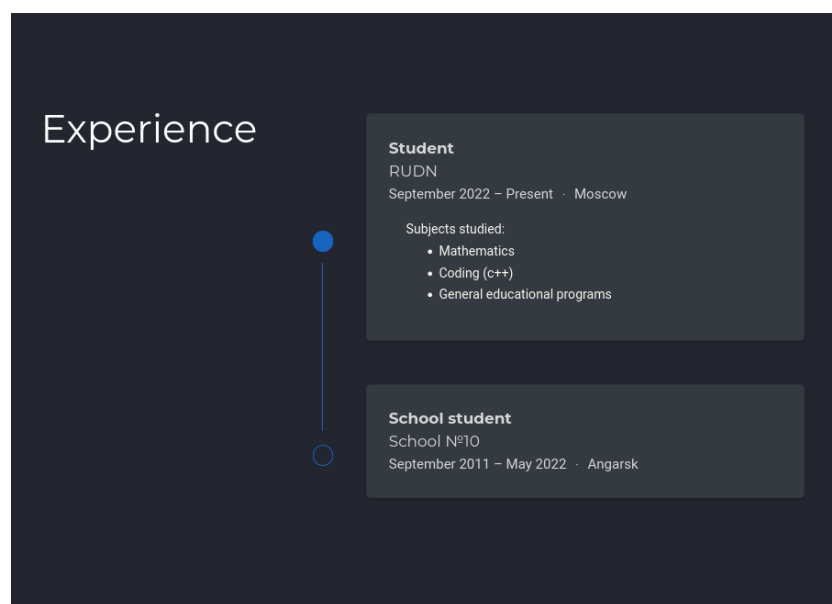 Experience
Student
RUDN
September 2022 – Present · Moscow
Subjects studied:
• Mathematics
• Coding (c++)
• General educational programs
School student
School №10
September 2011 – May 2022 · Angarsk